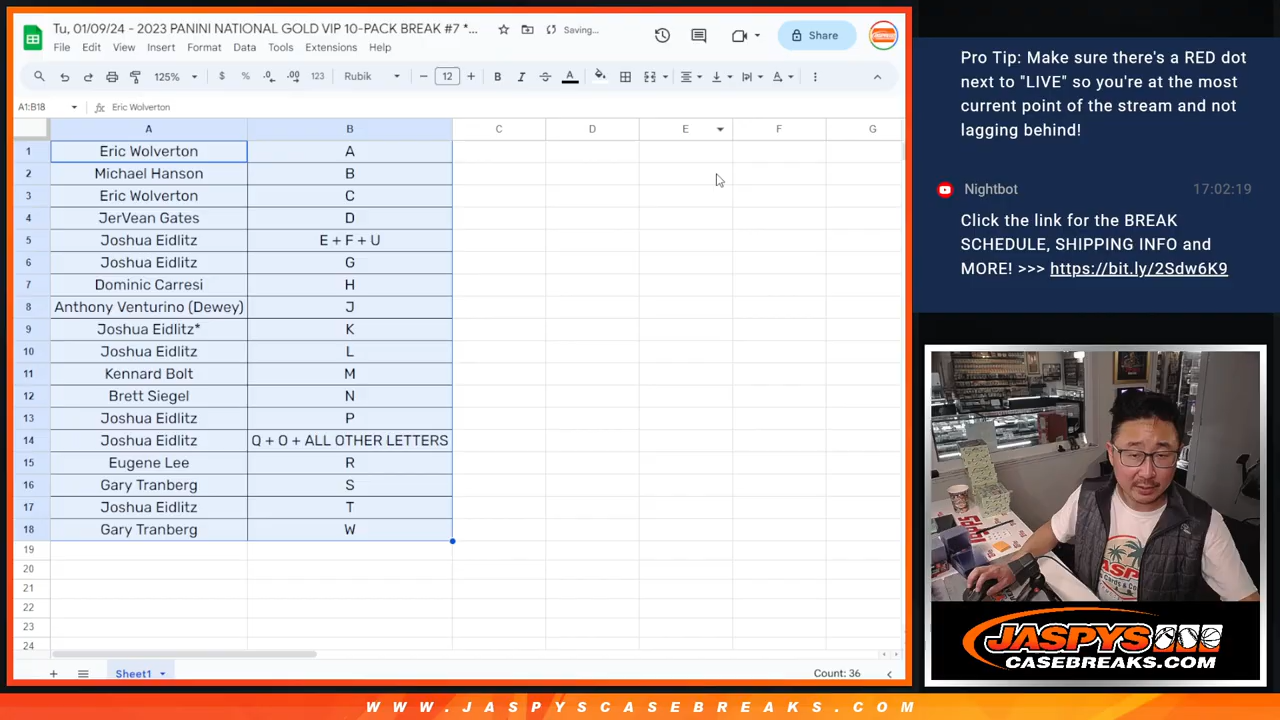 Tu, 01/09/24 - 2023 PANINI NATIONAL GOLD VIP 10-PACK BREAK #7 *...
Saving...
Share
File Edit View Insert Format Data Tools Extensions Help
125% $ % .0 .00 123 Rubik 12
A1:B18 fx Eric Wolverton
A B C D E F G
1 Eric Wolverton A
2 Michael Hanson B
3 Eric Wolverton C
4 JerVean Gates D
5 Joshua Eidlitz E + F + U
6 Joshua Eidlitz G
7 Dominic Carresi H
8 Anthony Venturino (Dewey) J
9 Joshua Eidlitz* K
10 Joshua Eidlitz L
11 Kennard Bolt M
12 Brett Siegel N
13 Joshua Eidlitz P
14 Joshua Eidlitz Q + O + ALL OTHER LETTERS
15 Eugene Lee R
16 Gary Tranberg S
17 Joshua Eidlitz T
18 Gary Tranberg W
19
20
21
22
23
24
Sheet1
Count: 36
Pro Tip: Make sure there's a RED dot
next to "LIVE" so you're at the most
current point of the stream and not
lagging behind!
Nightbot 17:02:19
Click the link for the BREAK
SCHEDULE, SHIPPING INFO and
MORE! >>> https://bit.ly/2Sdw6K9
JASPYS
CASEBREAKS.COM
WWW.JASPYSCASEBREAKS.COM